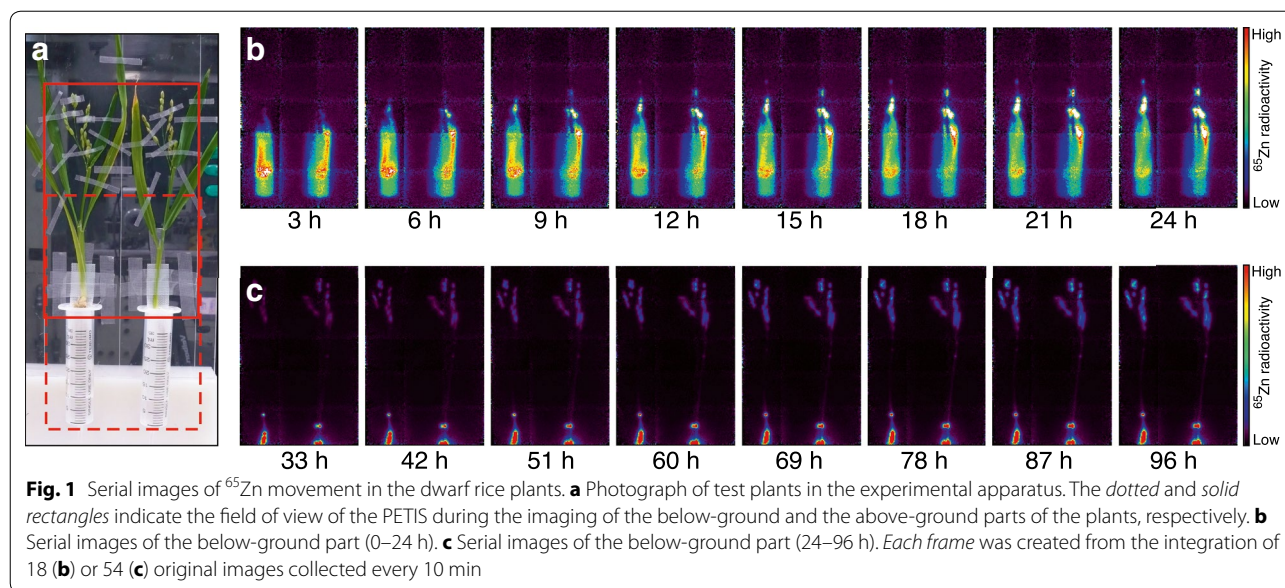 a
b
High
⁶⁵Zn radioactivity
Low
3 h 6 h 9 h 12 h 15 h 18 h 21 h 24 h
c
High
⁶⁵Zn radioactivity
Low
33 h 42 h 51 h 60 h 69 h 78 h 87 h 96 h
Fig. 1 Serial images of ⁶⁵Zn movement in the dwarf rice plants. a Photograph of test plants in the experimental apparatus. The dotted and solid
rectangles indicate the field of view of the PETIS during the imaging of the below-ground and the above-ground parts of the plants, respectively. b
Serial images of the below-ground part (0–24 h). c Serial images of the below-ground part (24–96 h). Each frame was created from the integration of
18 (b) or 54 (c) original images collected every 10 min